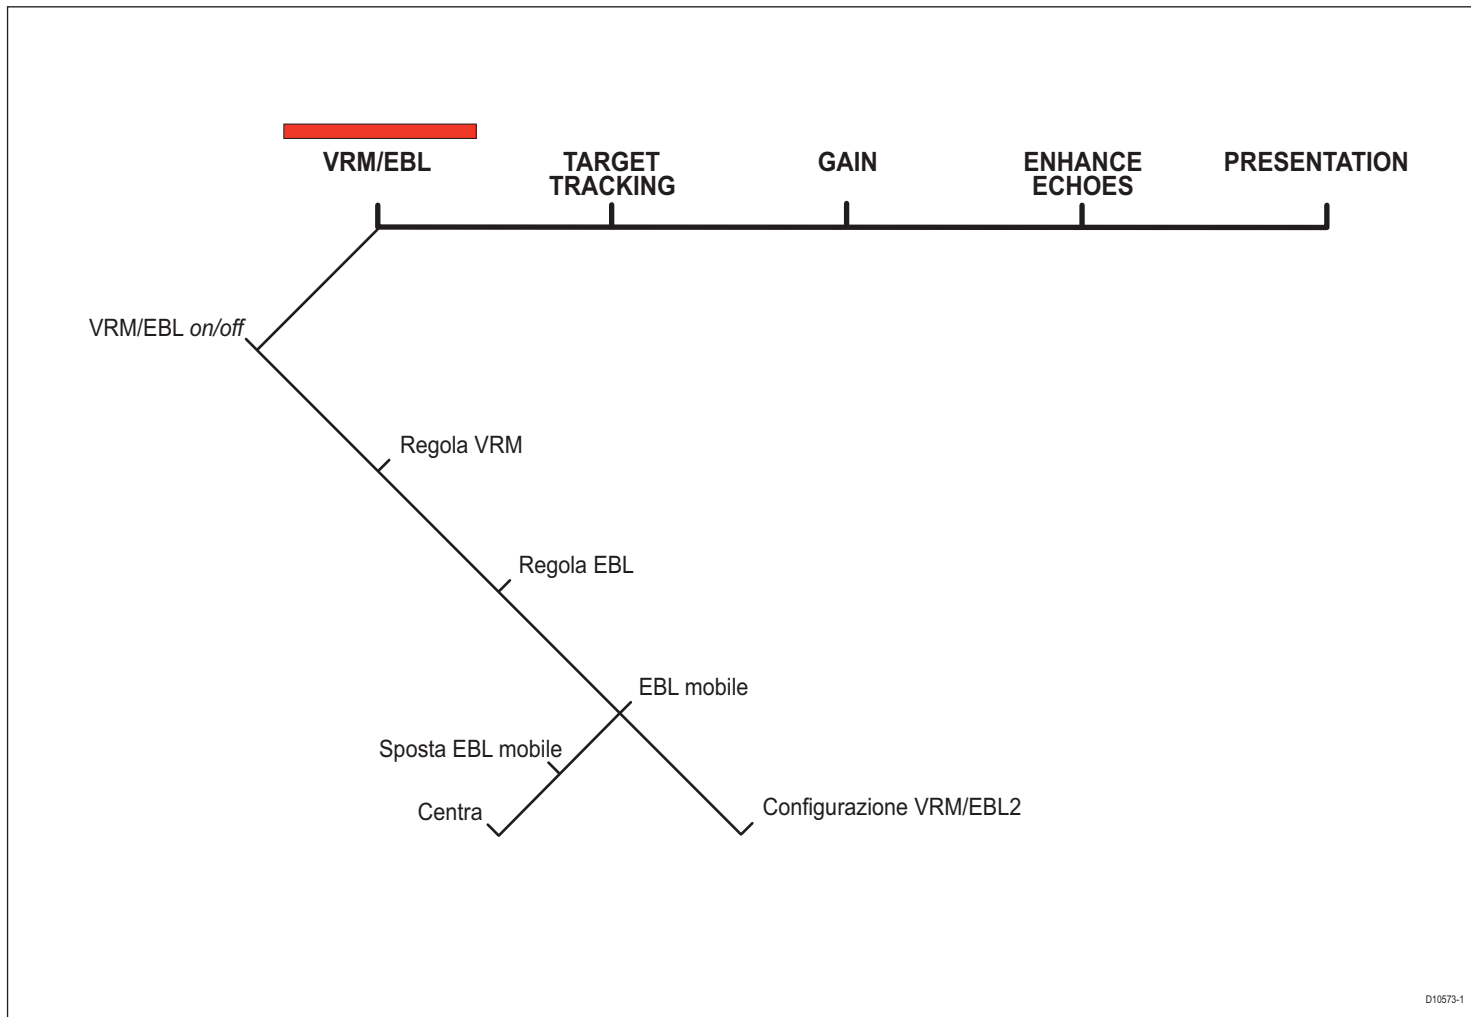 VRM/EBL
TARGET
TRACKING
GAIN
ENHANCE
ECHOES
PRESENTATION
VRM/EBL on/off
Regola VRM
Regola EBL
EBL mobile
Sposta EBL mobile
Centra
Configurazione VRM/EBL2
D10573-1